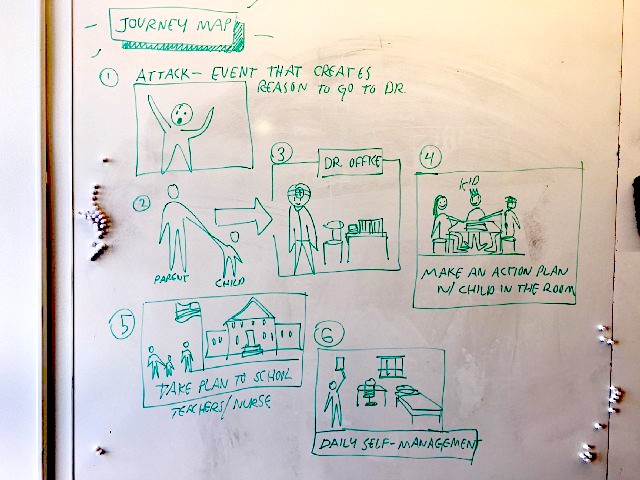 JOURNEY MAP
① ATTACK - EVENT THAT CREATES
REASON TO GO TO DR.
②
PARENT CHILD
③
DR OFFICE
④
KID
MAKE AN ACTION PLAN
W/ CHILD IN THE ROOM
⑤
TAKE PLAN TO SCHOOL
TEACHERS/NURSE
⑥
DAILY SELF-MANAGEMENT